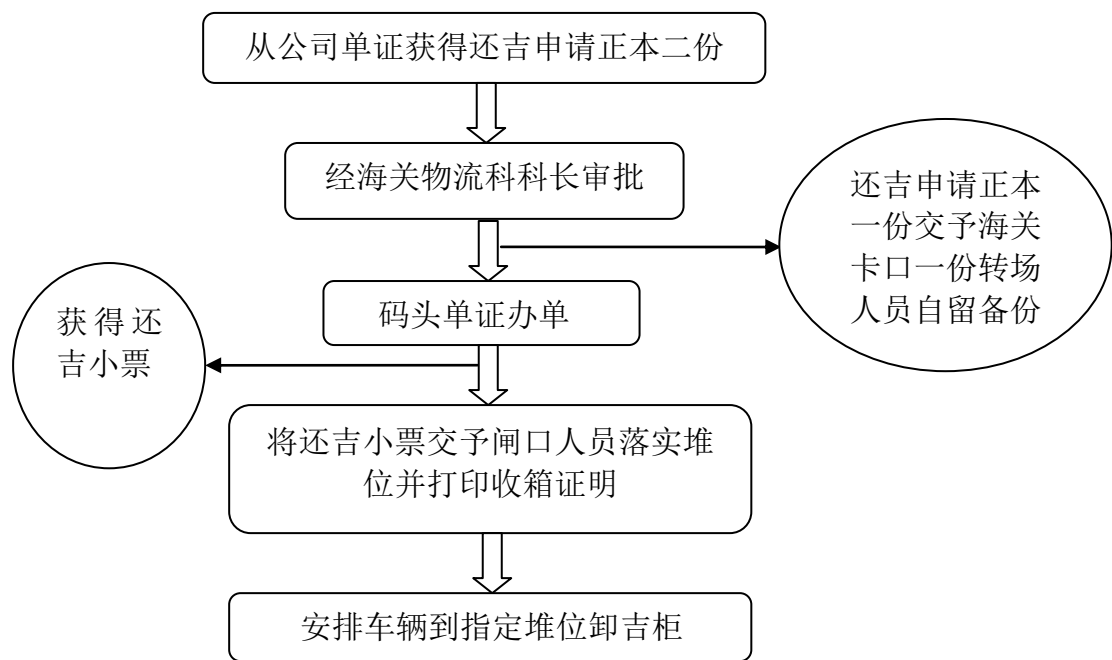 从公司单证获得还吉申请正本二份
经海关物流科科长审批
还吉申请正本
一份交予海关
卡口一份转场
人员自留备份
码头单证办单
获得还
吉小票
将还吉小票交予闸口人员落实堆
位并打印收箱证明
安排车辆到指定堆位卸吉柜